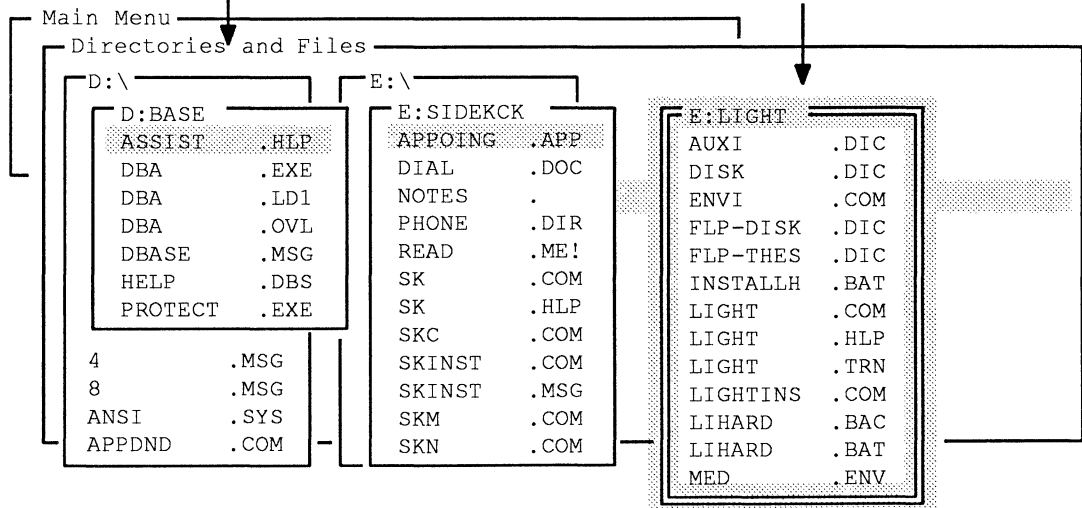 Main Menu
Directories and Files
D:\
D:BASE
ASSIST .HLP
DBA .EXE
DBA .LD1
DBA .OVL
DBASE .MSG
HELP .DBS
PROTECT .EXE
4 .MSG
8 .MSG
ANSI .SYS
APPDND .COM
E:\
E:SIDEKCK
APPOING .APP
DIAL .DOC
NOTES .
PHONE .DIR
READ .ME!
SK .COM
SK .HLP
SKC .COM
SKINST .COM
SKINST .MSG
SKM .COM
SKN .COM
E:LIGHT
AUXI .DIC
DISK .DIC
ENVI .COM
FLP-DISK .DIC
FLP-THES .DIC
INSTALLH .BAT
LIGHT .COM
LIGHT .HLP
LIGHT .TRN
LIGHTINS .COM
LIHARD .BAC
LIHARD .BAT
MED .ENV